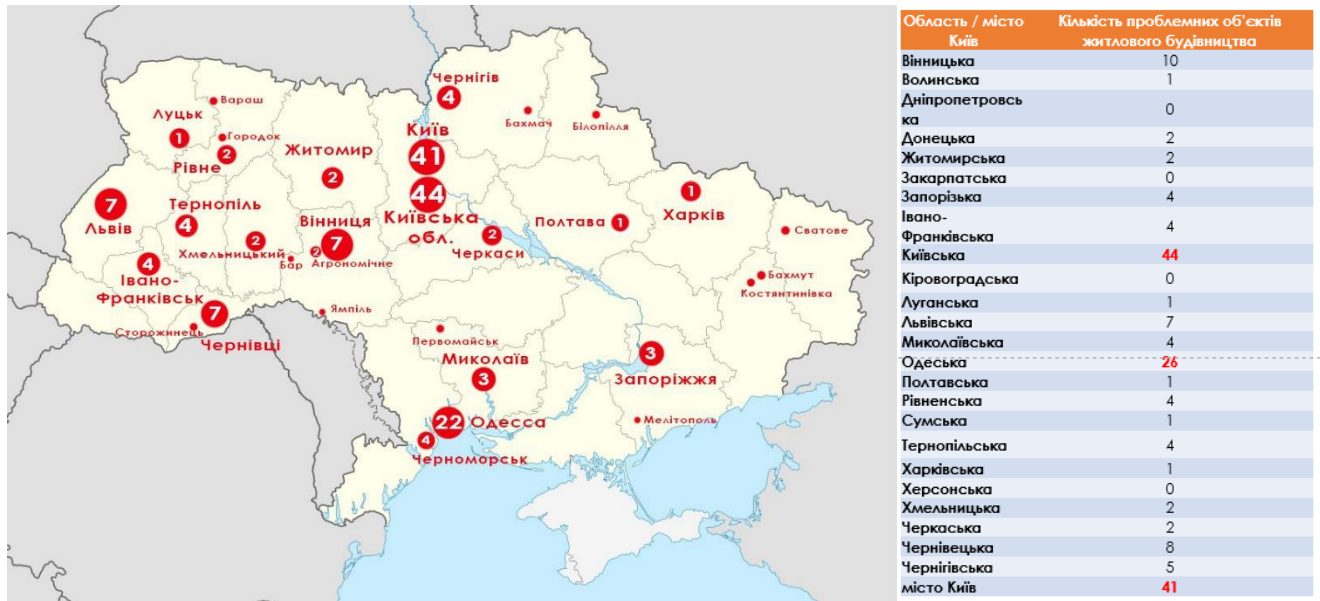 Чернігів
4
Вараш
Луцьк
1
Городок
2
Рівне
Бахмач
Білопілля
Київ
41
Житомир
2
44
Київська
обл.
7
Львів
Тернопіль
4
Вінниця
7
2
Хмельницький
2
Бар
Агрономічне
2
Черкаси
Полтава
1
1
Харків
Сватове
4
Івано-
Франківськ
Бахмут
Костянтинівка
Ямпіль
7
Сторожинець
Чернівці
Первомайськ
Миколаїв
3
3
Запоріжжя
22
Одесса
4
Черноморськ
Мелітополь
Область / місто Київ
Кількість проблемних об’єктів житлового будівництва
Вінницька 10
Волинська 1
Дніпропетровсь
ка 0
Донецька 2
Житомирська 2
Закарпатська 0
Запорізька 4
Івано-
Франківська 4
Київська 44
Кіровоградська 0
Луганська 1
Львівська 7
Миколаївська 4
Одеська 26
Полтавська 1
Рівненська 4
Сумська 1
Тернопільська 4
Харківська 1
Херсонська 0
Хмельницька 2
Черкаська 2
Чернівецька 8
Чернігівська 5
місто Київ 41